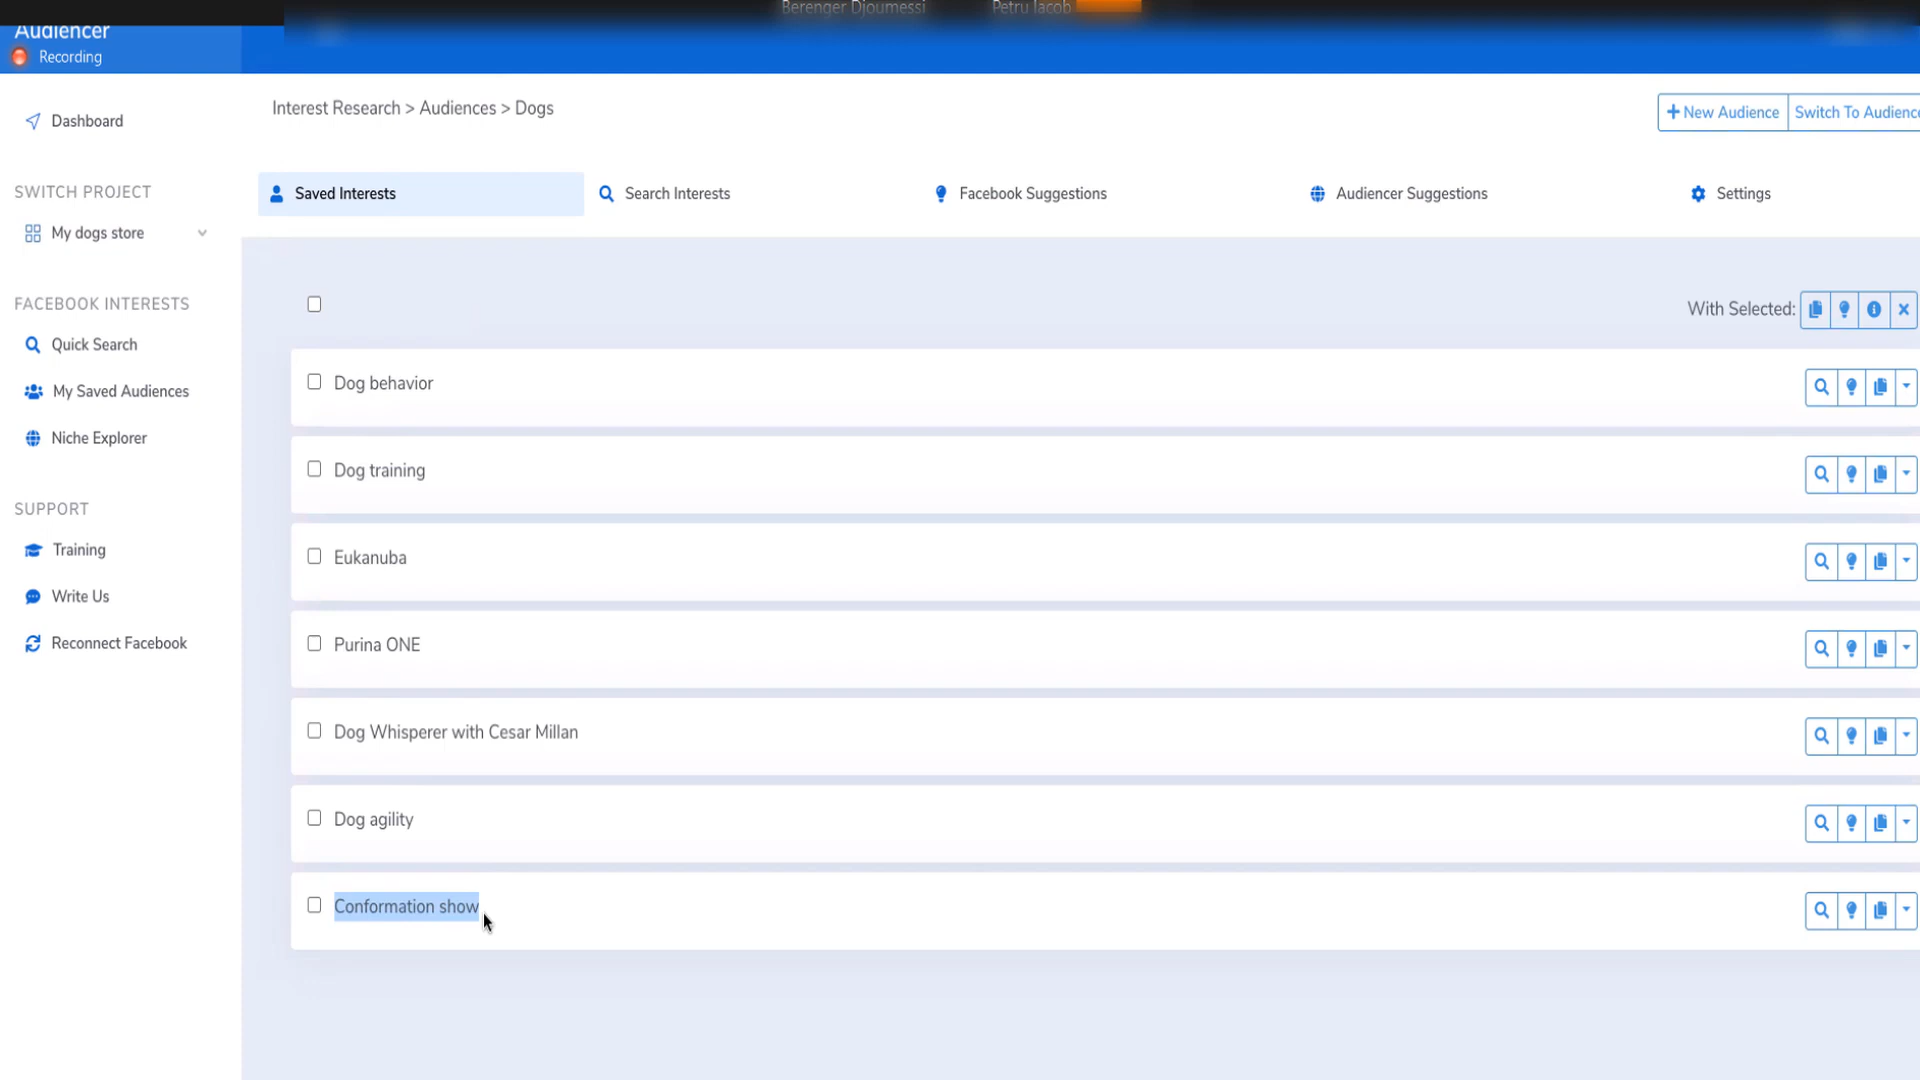 Berenger Djoumessi
Petru Iacob
Audiencer
Recording
Interest Research > Audiences > Dogs
+ New Audience
Switch To Audience
Dashboard
SWITCH PROJECT
My dogs store
FACEBOOK INTERESTS
Quick Search
My Saved Audiences
Niche Explorer
SUPPORT
Training
Write Us
Reconnect Facebook
Saved Interests
Search Interests
Facebook Suggestions
Audiencer Suggestions
Settings
With Selected:
Dog behavior
Dog training
Eukanuba
Purina ONE
Dog Whisperer with Cesar Millan
Dog agility
Conformation show